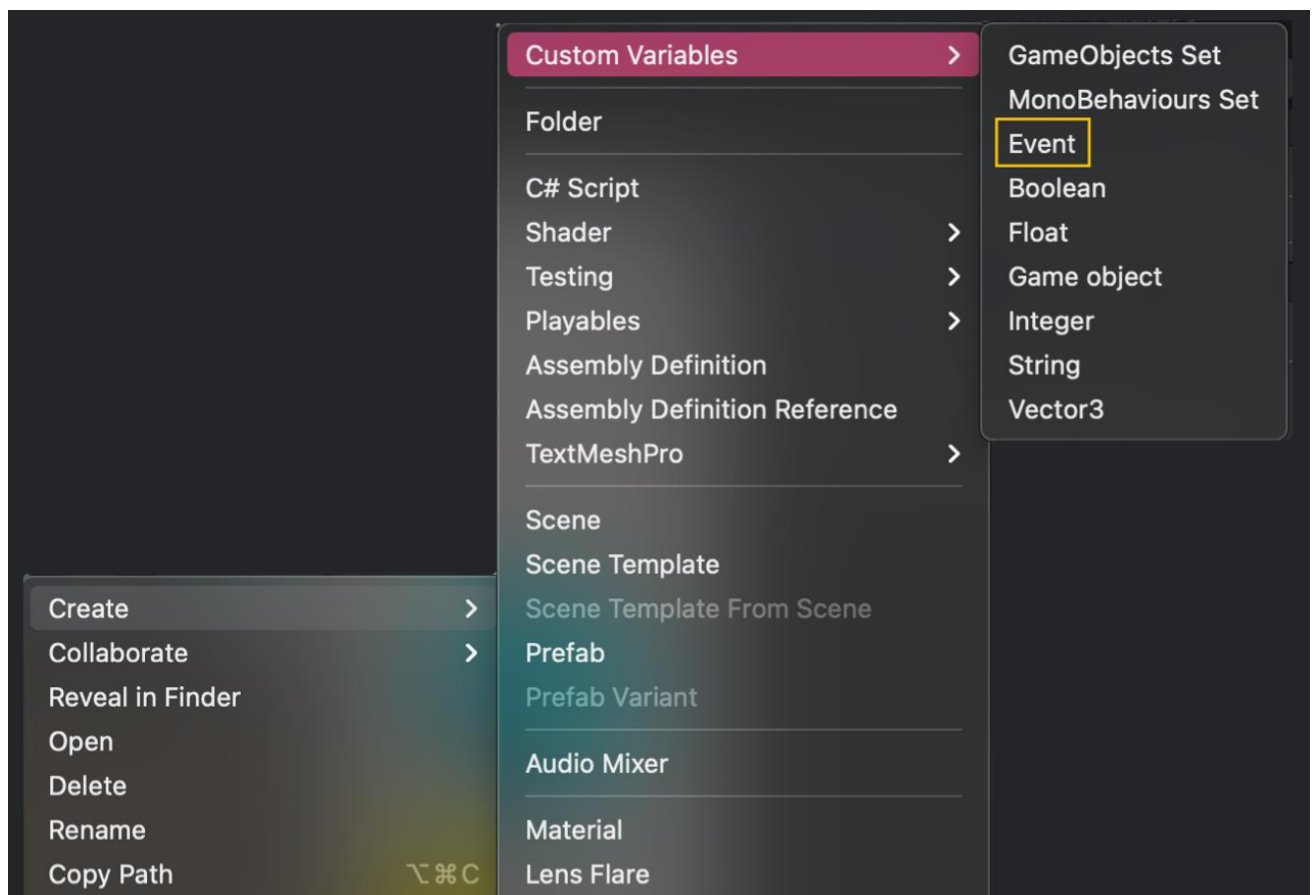 Custom Variables
Folder
C# Script
Shader
Testing
Playables
Assembly Definition
Assembly Definition Reference
TextMeshPro
Scene
Scene Template
Scene Template From Scene
Prefab
Prefab Variant
Audio Mixer
Material
Lens Flare
GameObjects Set
MonoBehaviours Set
Event
Boolean
Float
Game object
Integer
String
Vector3
Create
Collaborate
Reveal in Finder
Open
Delete
Rename
Copy Path ⌥⌘C